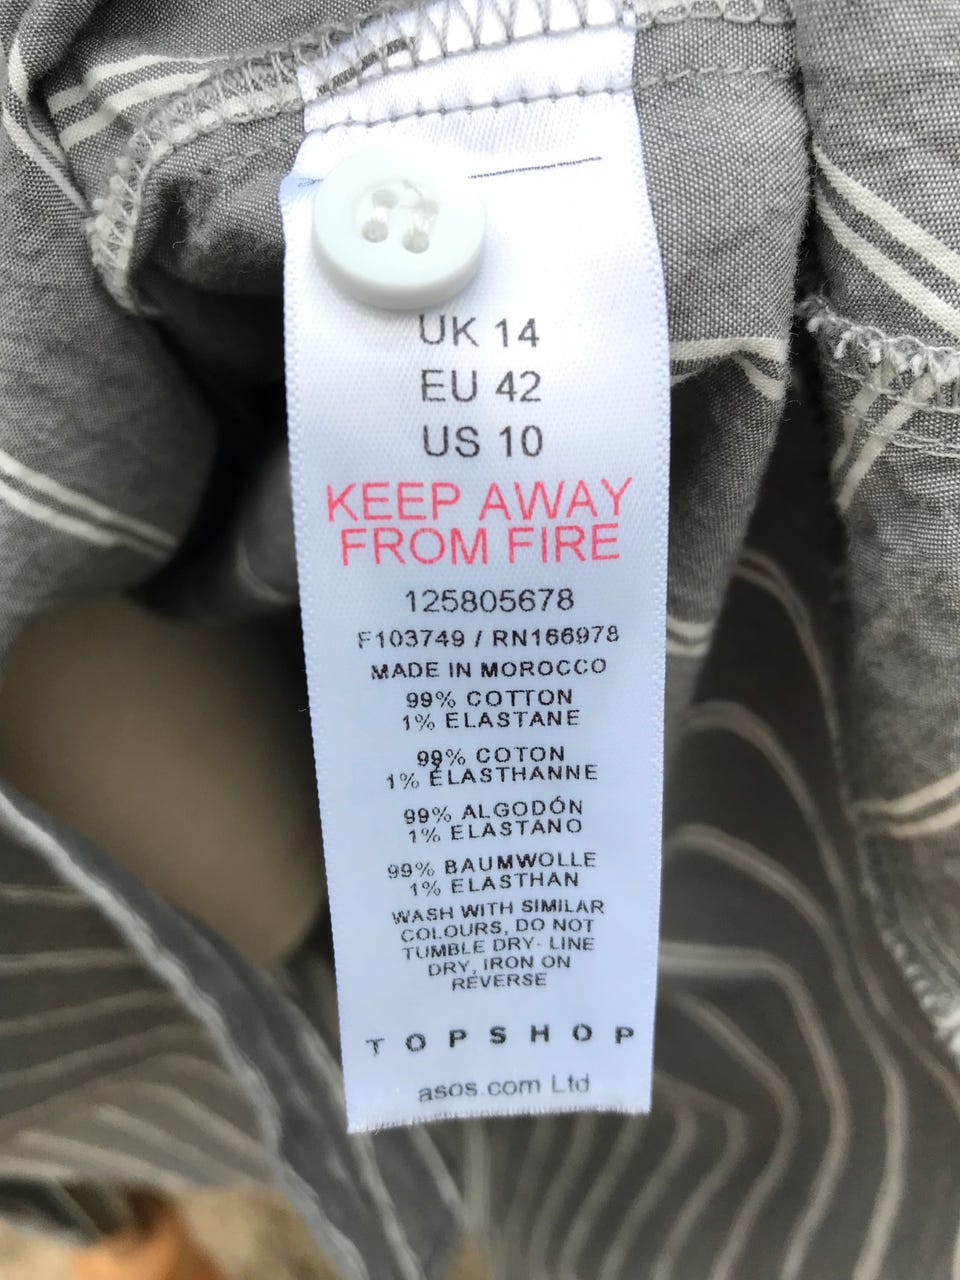 UK 14
EU 42
US 10
KEEP AWAY
FROM FIRE
125805678
F103749 / RN166978
MADE IN MOROCCO
99% COTTON
1% ELASTANE
99% COTON
1% ÉLASTHANNE
99% ALGODÓN
1% ELASTANO
99% BAUMWOLLE
1% ELASTHAN
WASH WITH SIMILAR
COLOURS, DO NOT
TUMBLE DRY- LINE
DRY, IRON ON
REVERSE
TOPSHOP
asos.com Ltd